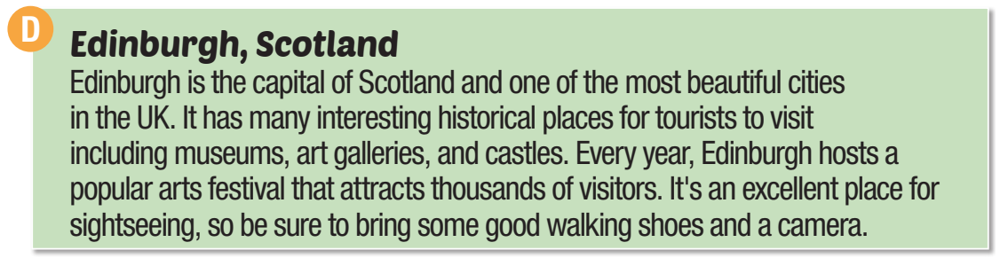 D
Edinburgh, Scotland
Edinburgh is the capital of Scotland and one of the most beautiful cities
in the UK. It has many interesting historical places for tourists to visit
including museums, art galleries, and castles. Every year, Edinburgh hosts a
popular arts festival that attracts thousands of visitors. It's an excellent place for
sightseeing, so be sure to bring some good walking shoes and a camera.